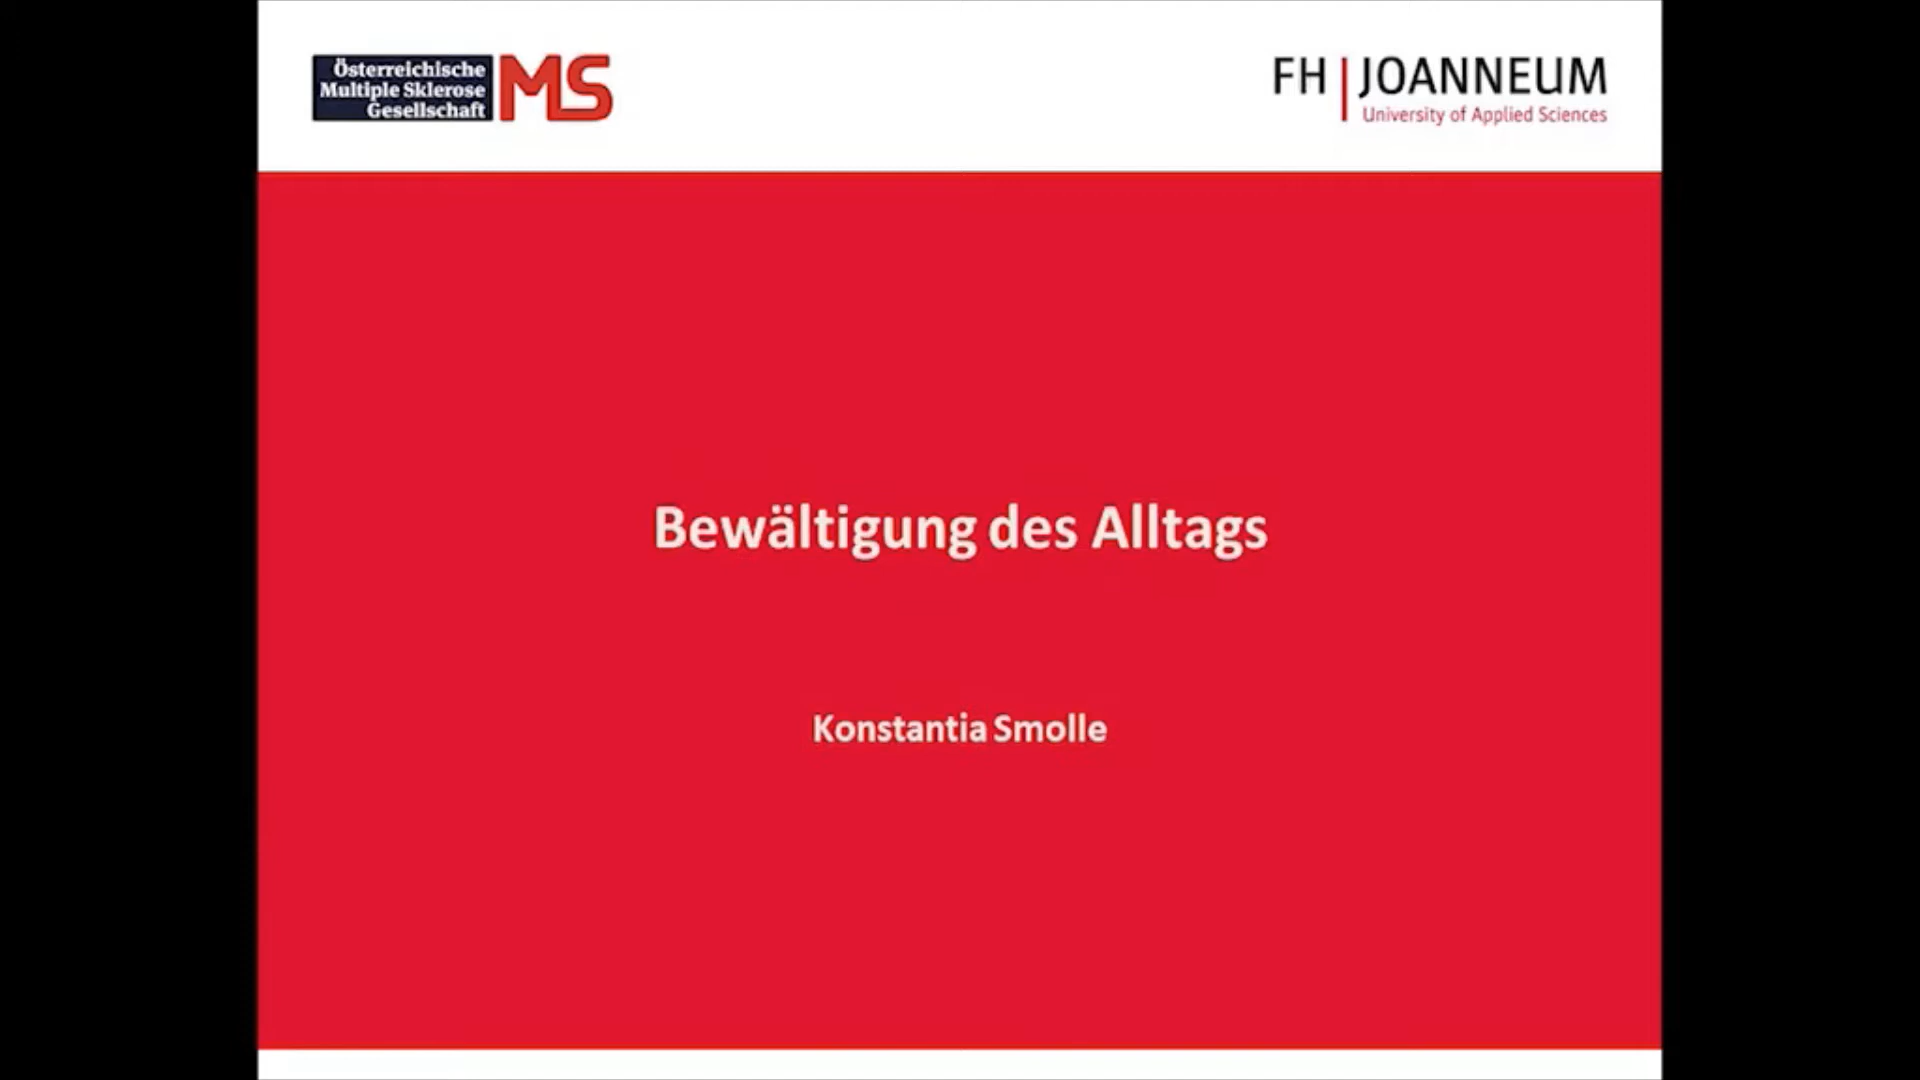 Österreichische
Multiple Sklerose
Gesellschaft
MS
FH JOANNEUM
University of Applied Sciences
Bewältigung des Alltags
Konstantia Smolle